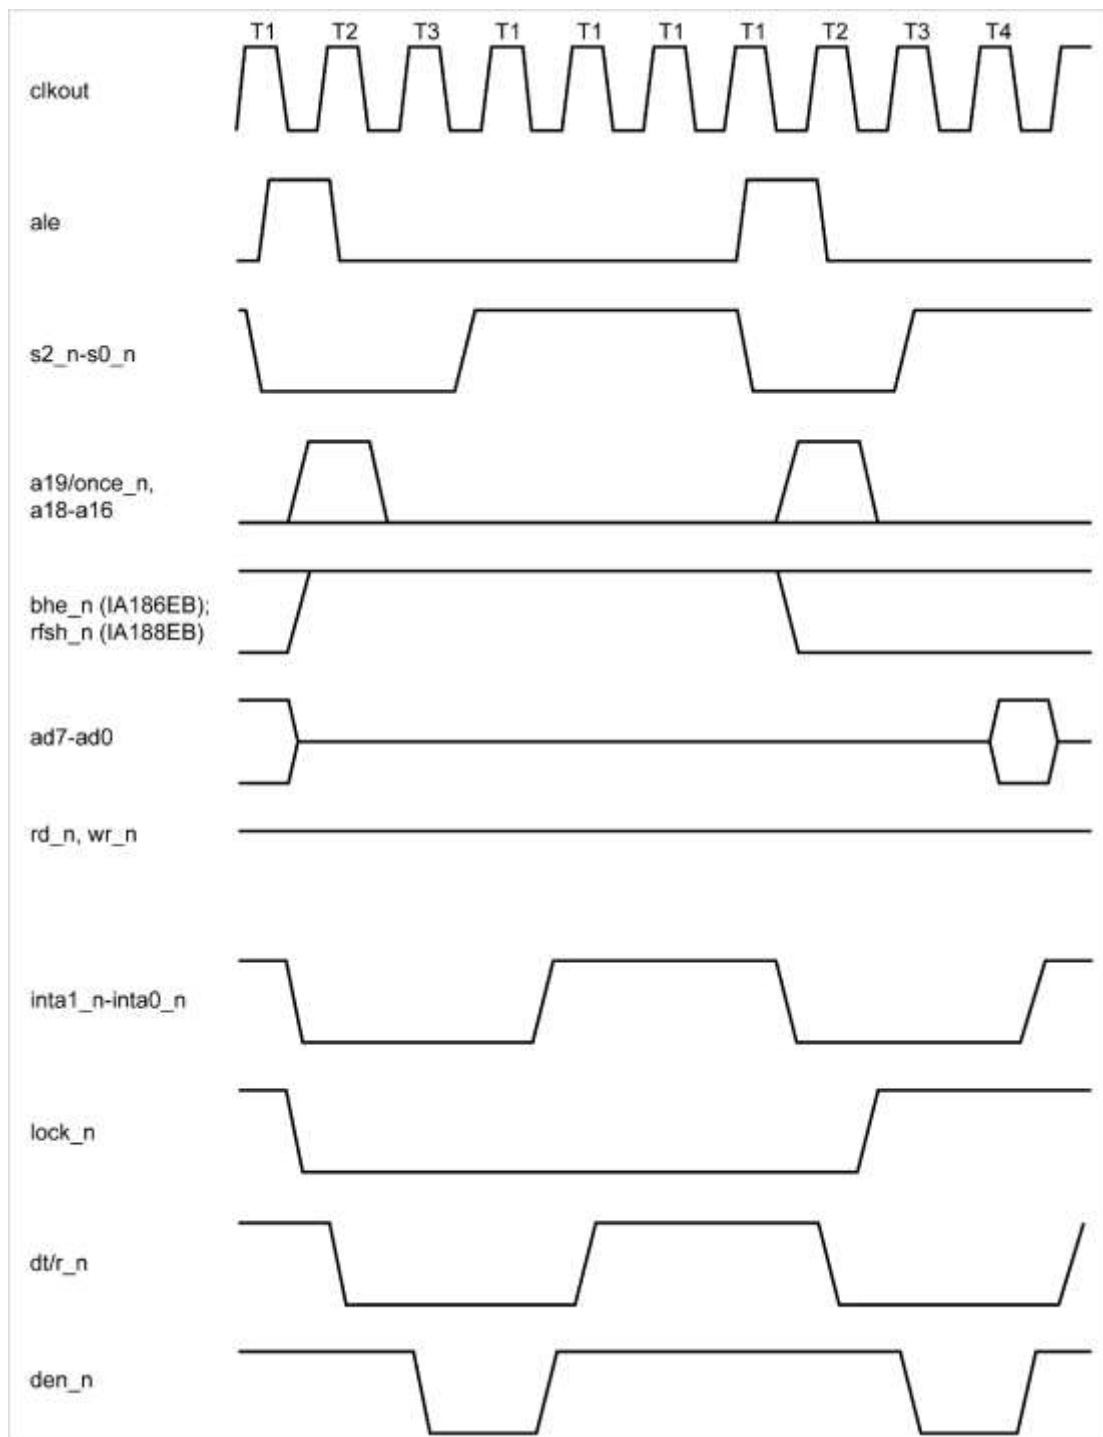 T1 T2 T3 T1 T1 T1 T1 T2 T3 T4
clkout
ale
s2_n-s0_n
a19/once_n,
a18-a16
bhe_n (IA186EB);
rfsh_n (IA188EB)
ad7-ad0
rd_n, wr_n
inta1_n-inta0_n
lock_n
dt/r_n
den_n